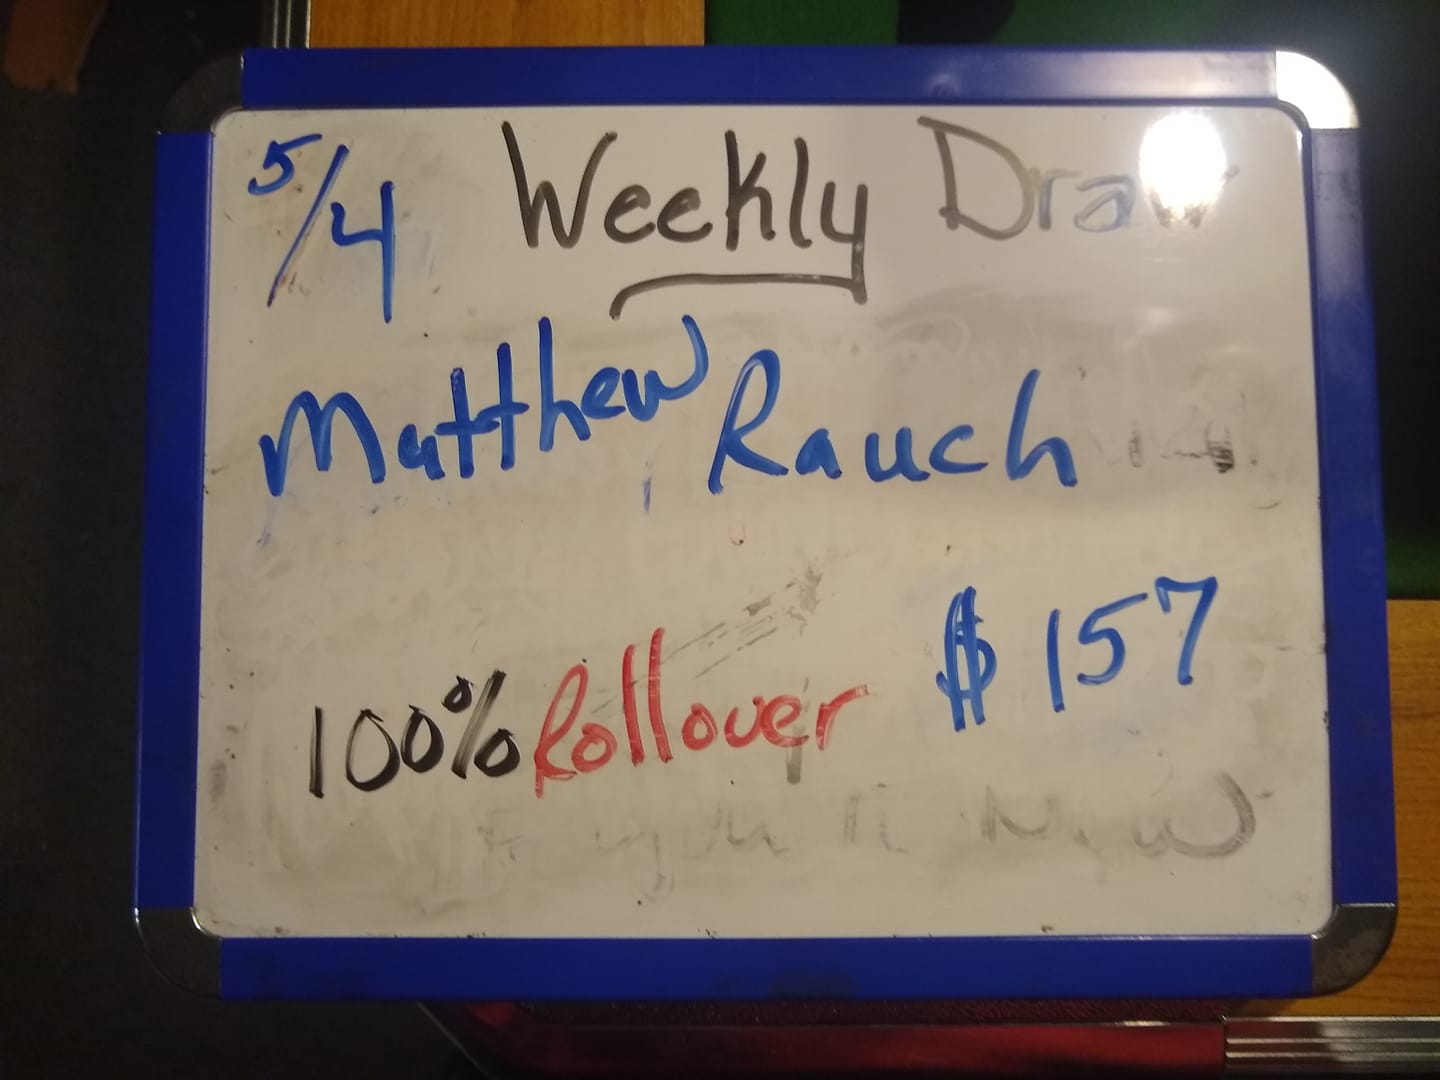 5/4 Weekly Draw
Matthew Rauch
100% Rollover $157